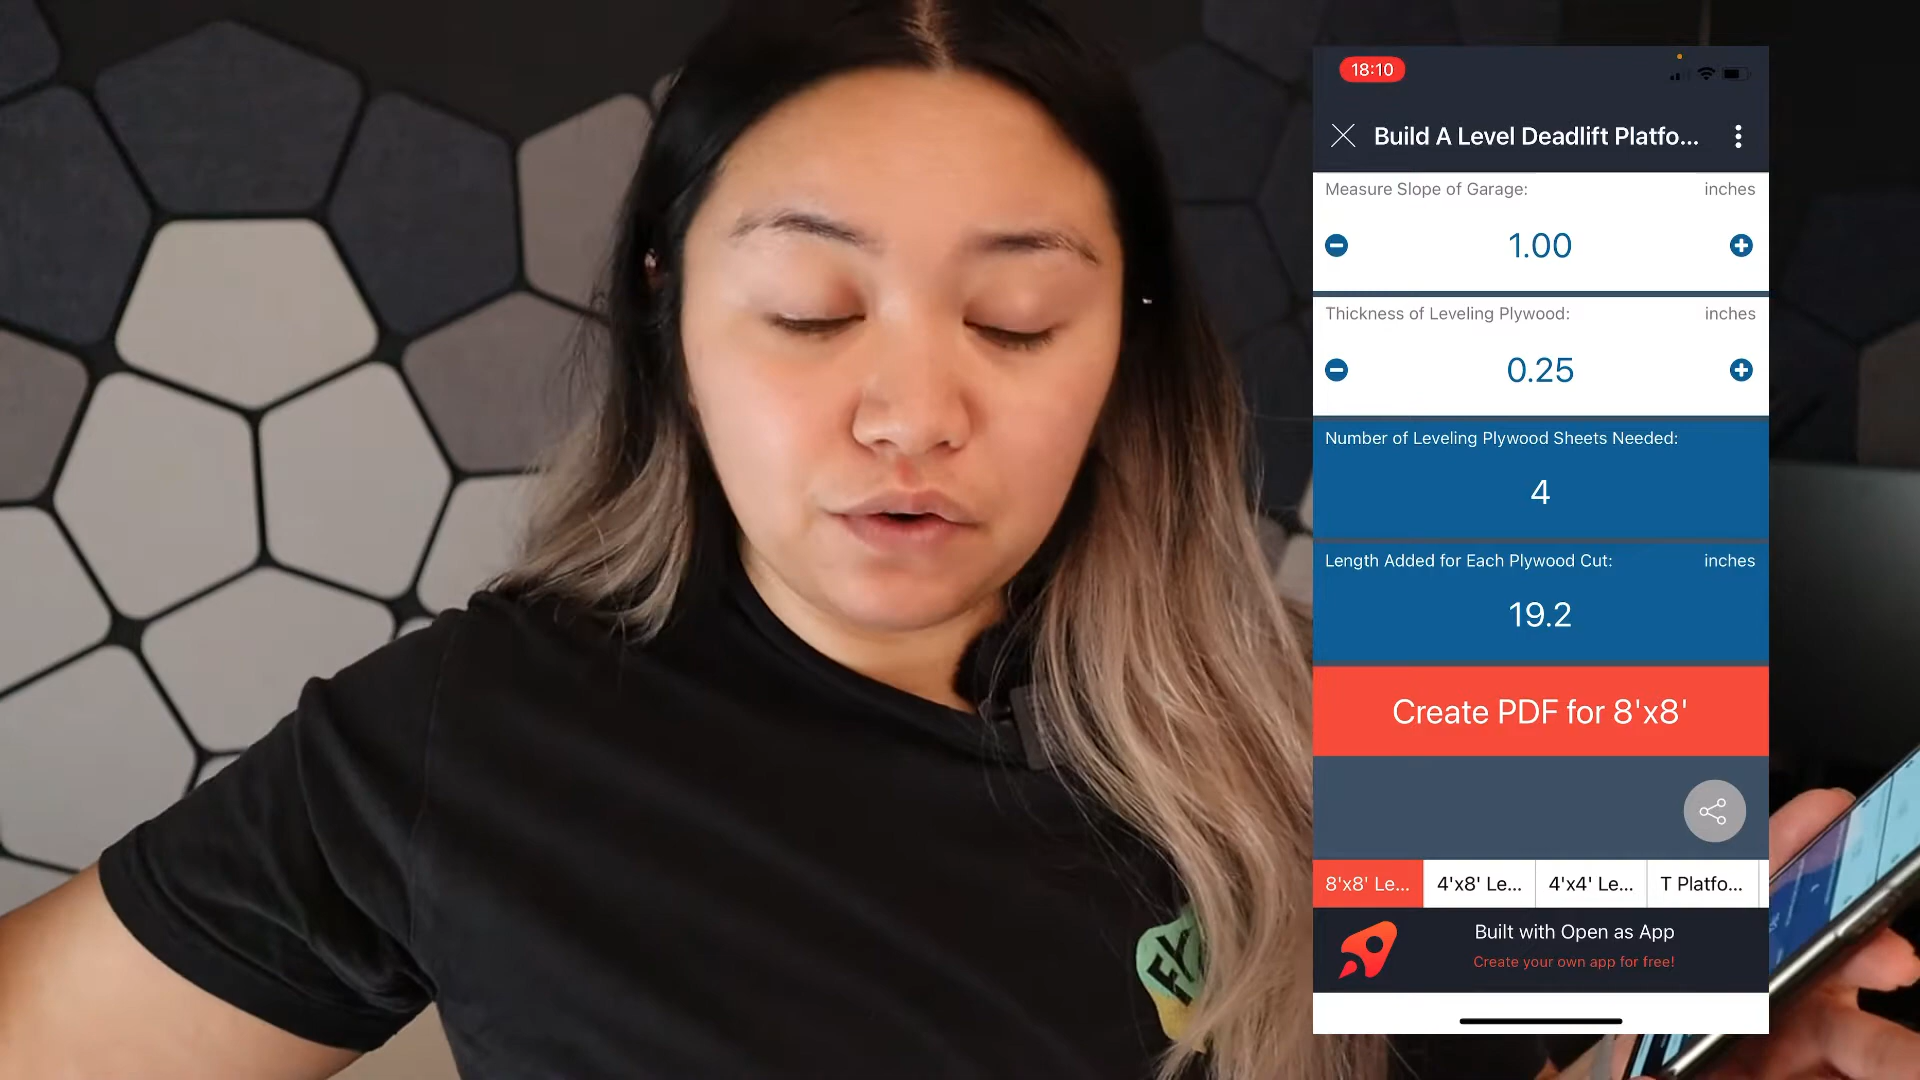 18:10
Build A Level Deadlift Platfo...
Measure Slope of Garage: inches
1.00
Thickness of Leveling Plywood: inches
0.25
Number of Leveling Plywood Sheets Needed:
4
Length Added for Each Plywood Cut: inches
19.2
Create PDF for 8'x8'
8'x8' Le... 4'x8' Le... 4'x4' Le... T Platfo...
Built with Open as App
Create your own app for free!